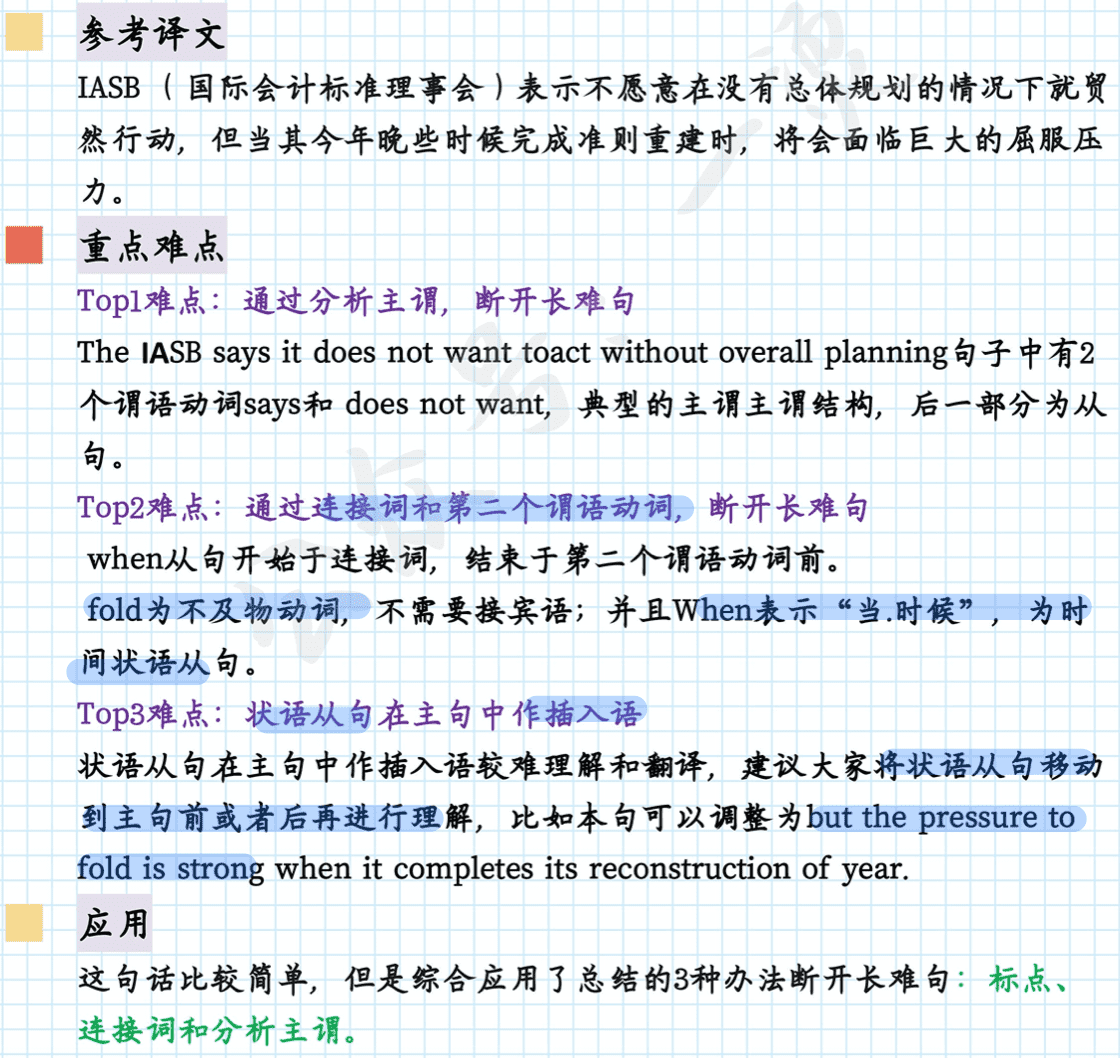 参考译文
IASB （国际会计标准理事会）表示不愿意在没有总体规划的情况下就贸
然行动，但当其今年晚些时候完成准则重建时，将会面临巨大的屈服压
力。
重点难点
Top1难点：通过分析主谓，断开长难句
The IASB says it does not want toact without overall planning句子中有2
个谓语动词says和 does not want，典型的主谓主谓结构，后一部分为从
句。
Top2难点：通过连接词和第二个谓语动词，断开长难句
when从句开始于连接词，结束于第二个谓语动词前。
fold为不及物动词，不需要接宾语；并且When表示“当.时候”，为时
间状语从句。
Top3难点：状语从句在主句中作插入语
状语从句在主句中作插入语较难理解和翻译，建议大家将状语从句移动
到主句前或者后再进行理解，比如本句可以调整为but the pressure to
fold is strong when it completes its reconstruction of year.
应用
这句话比较简单，但是综合应用了总结的3种办法断开长难句：标点、
连接词和分析主谓。